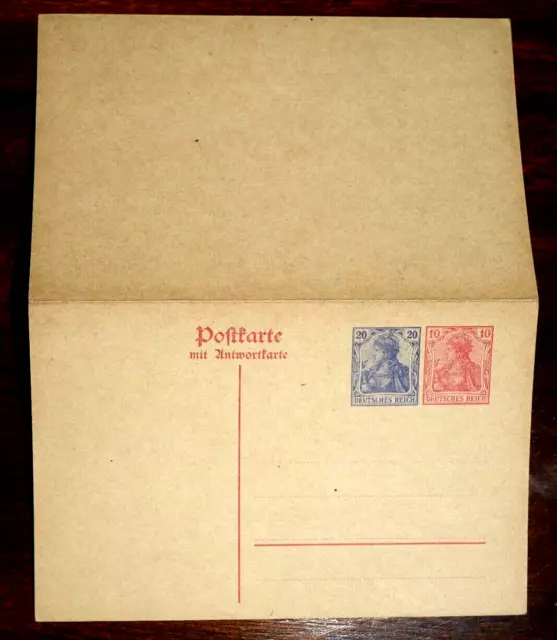 Postkarte
mit Antwortkarte
20 20
DEUTSCHES REICH
10 10
DEUTSCHES REICH